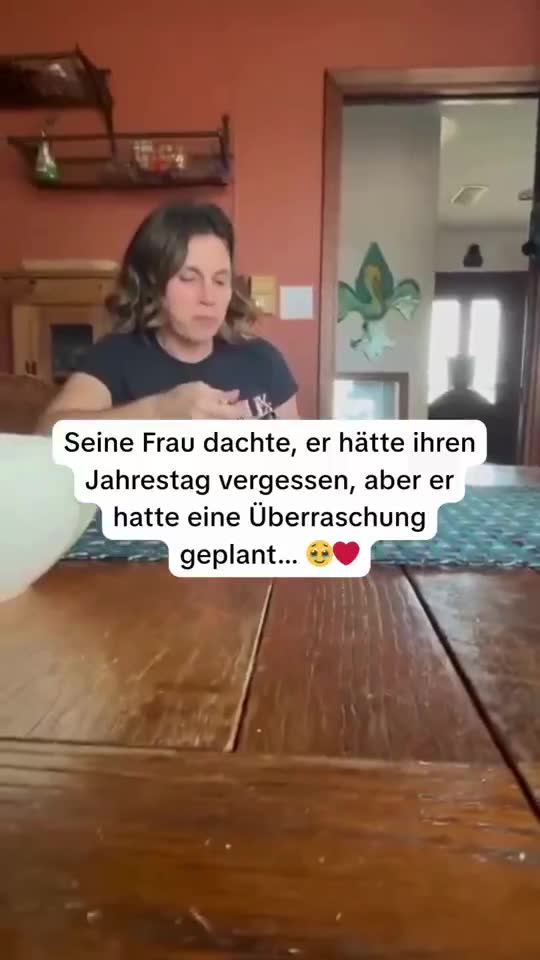 Seine Frau dachte, er hätte ihren
Jahrestag vergessen, aber er
hatte eine Überraschung
geplant... 🥹❤️